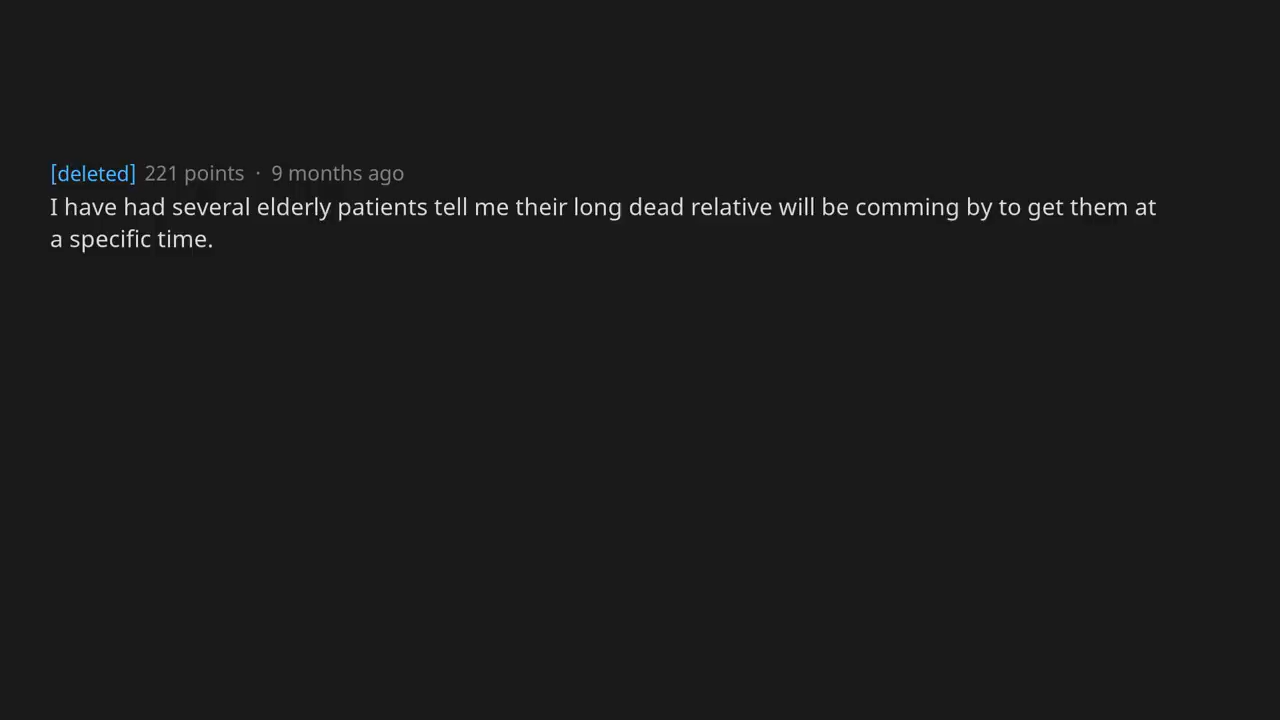 [deleted] 221 points · 9 months ago
I have had several elderly patients tell me their long dead relative will be comming by to get them at
a specific time.